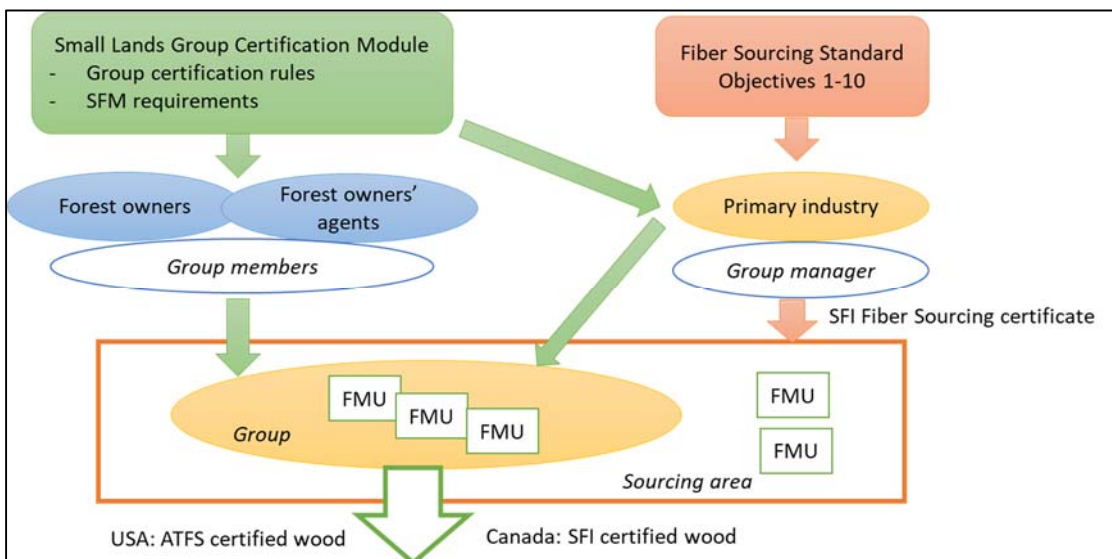 Small Lands Group Certification Module
- Group certification rules
- SFM requirements
Fiber Sourcing Standard
Objectives 1-10
Forest owners
Forest owners'
agents
Primary industry
Group members
Group manager
SFI Fiber Sourcing certificate
FMU
FMU
FMU
Group
FMU
FMU
Sourcing area
USA: ATFS certified wood
Canada: SFI certified wood